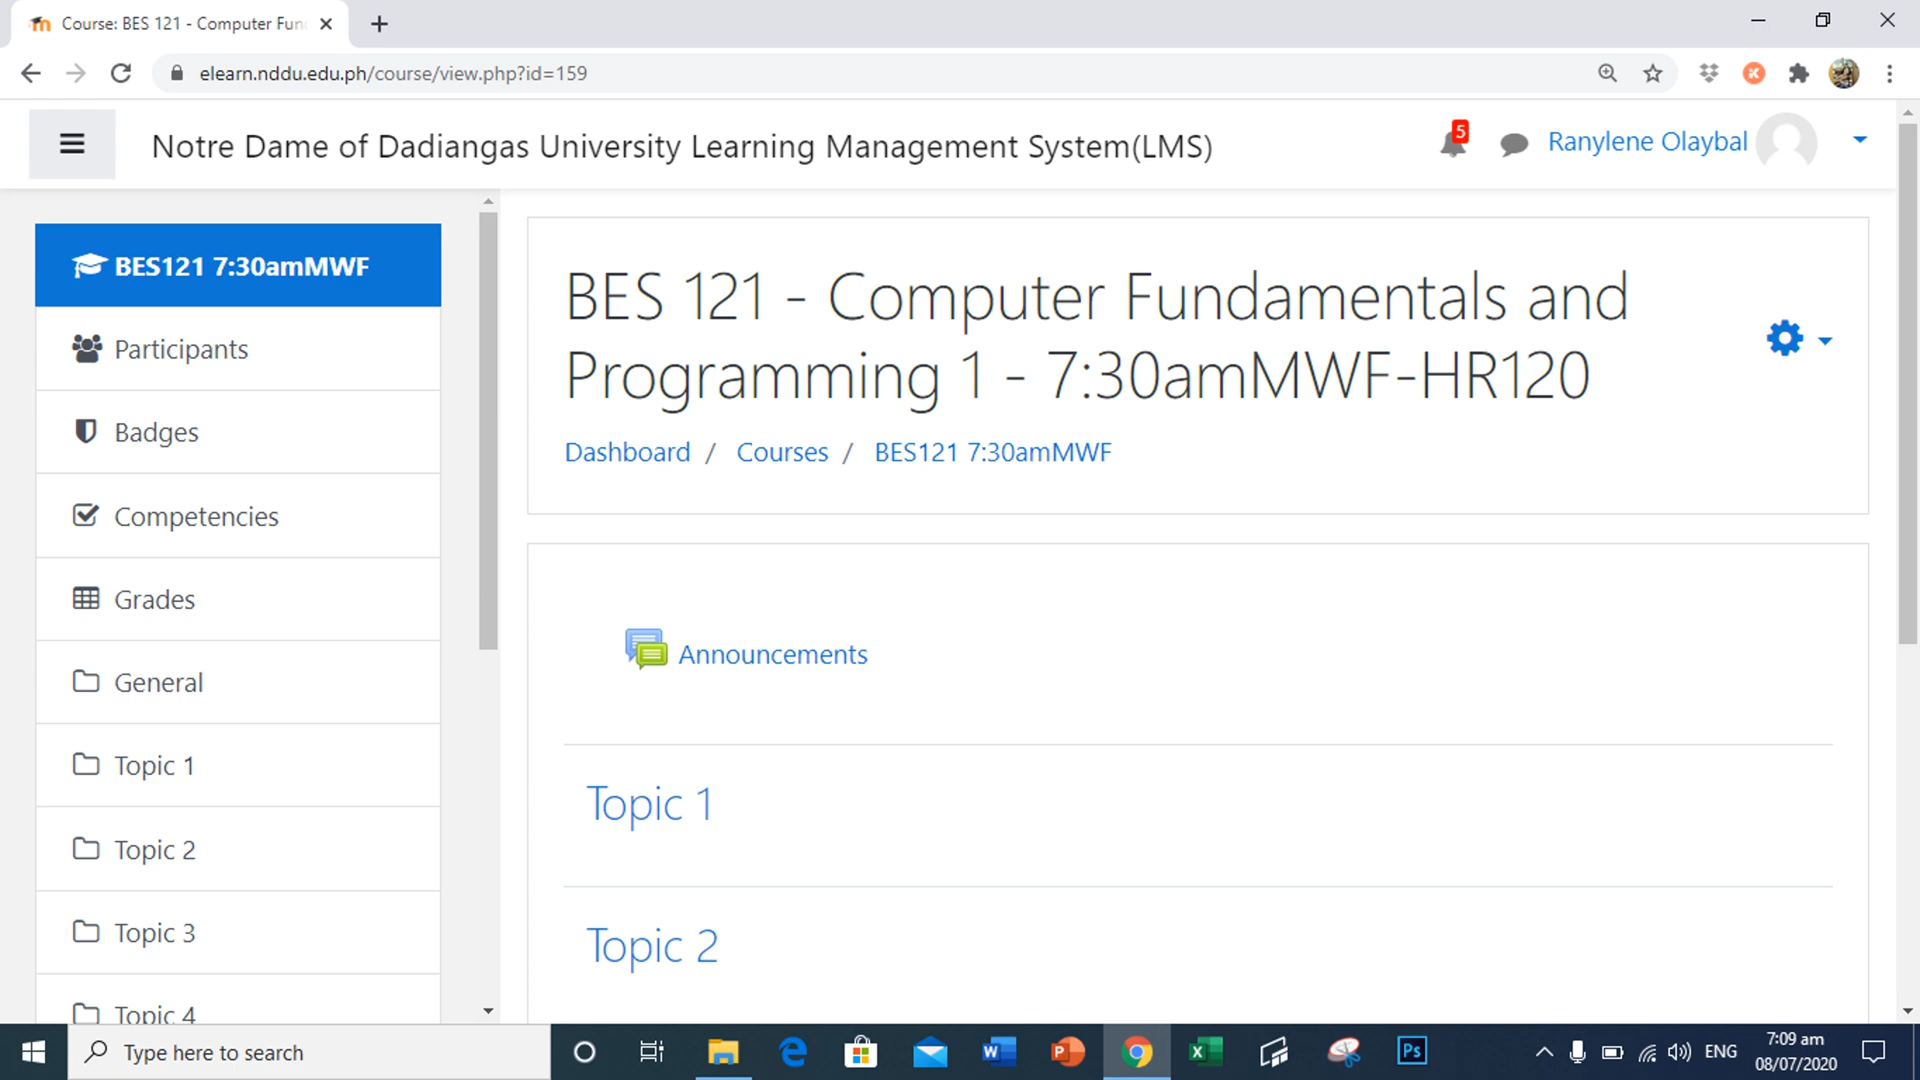 Course: BES 121 - Computer Fun
elearn.nddu.edu.ph/course/view.php?id=159
Notre Dame of Dadiangas University Learning Management System(LMS)
5
Ranylene Olaybal
BES121 7:30amMWF
Participants
Badges
Competencies
Grades
General
Topic 1
Topic 2
Topic 3
Topic 4
BES 121 - Computer Fundamentals and
Programming 1 - 7:30amMWF-HR120
Dashboard / Courses / BES121 7:30amMWF
Announcements
Topic 1
Topic 2
Type here to search
ENG
7:09 am
08/07/2020